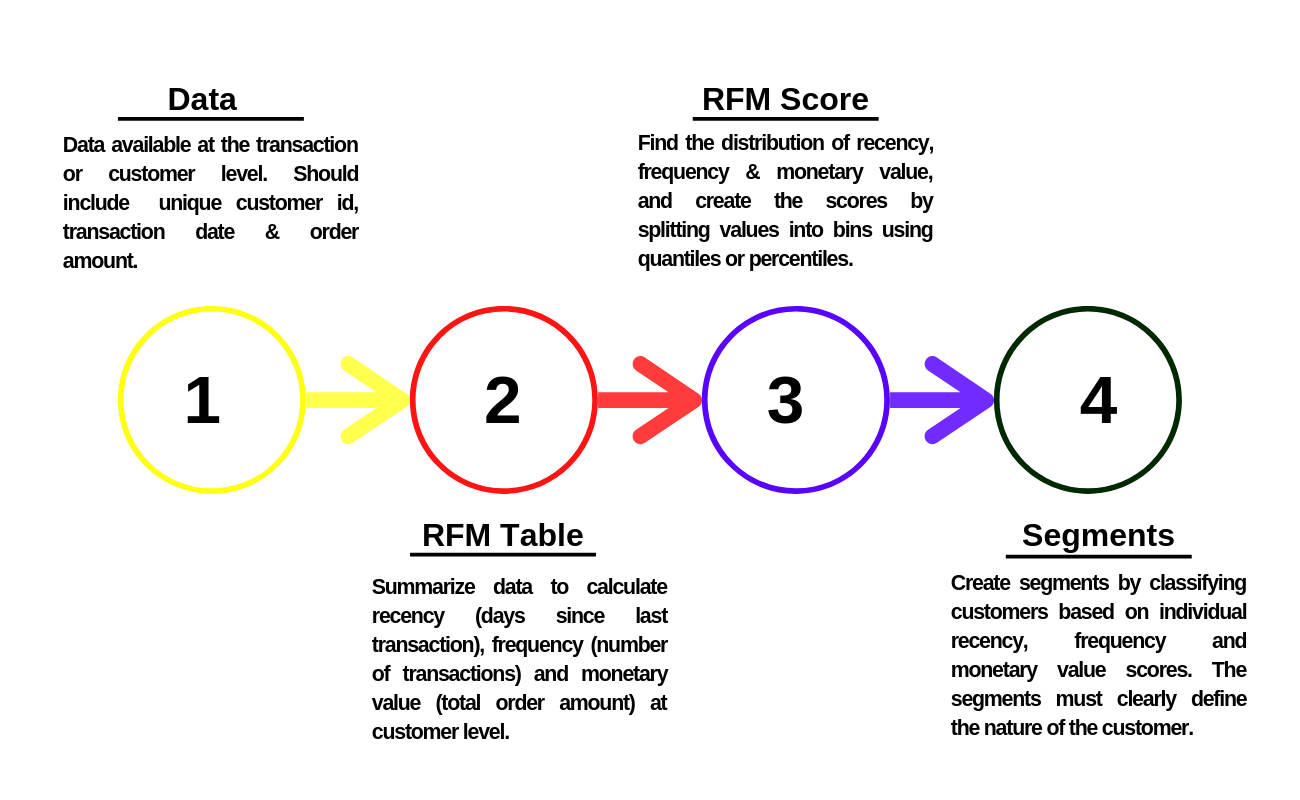 Data
Data available at the transaction
or customer level. Should
include unique customer id,
transaction date & order
amount.
RFM Score
Find the distribution of recency,
frequency & monetary value,
and create the scores by
splitting values into bins using
quantiles or percentiles.
1
2
3
4
RFM Table
Summarize data to calculate
recency (days since last
transaction), frequency (number
of transactions) and monetary
value (total order amount) at
customer level.
Segments
Create segments by classifying
customers based on individual
recency, frequency and
monetary value scores. The
segments must clearly define
the nature of the customer.